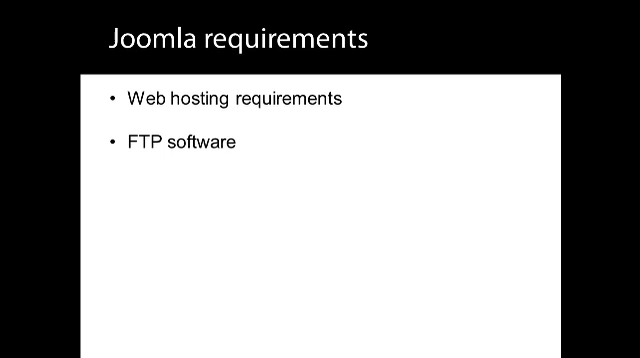 Joomla requirements
• Web hosting requirements
• FTP software